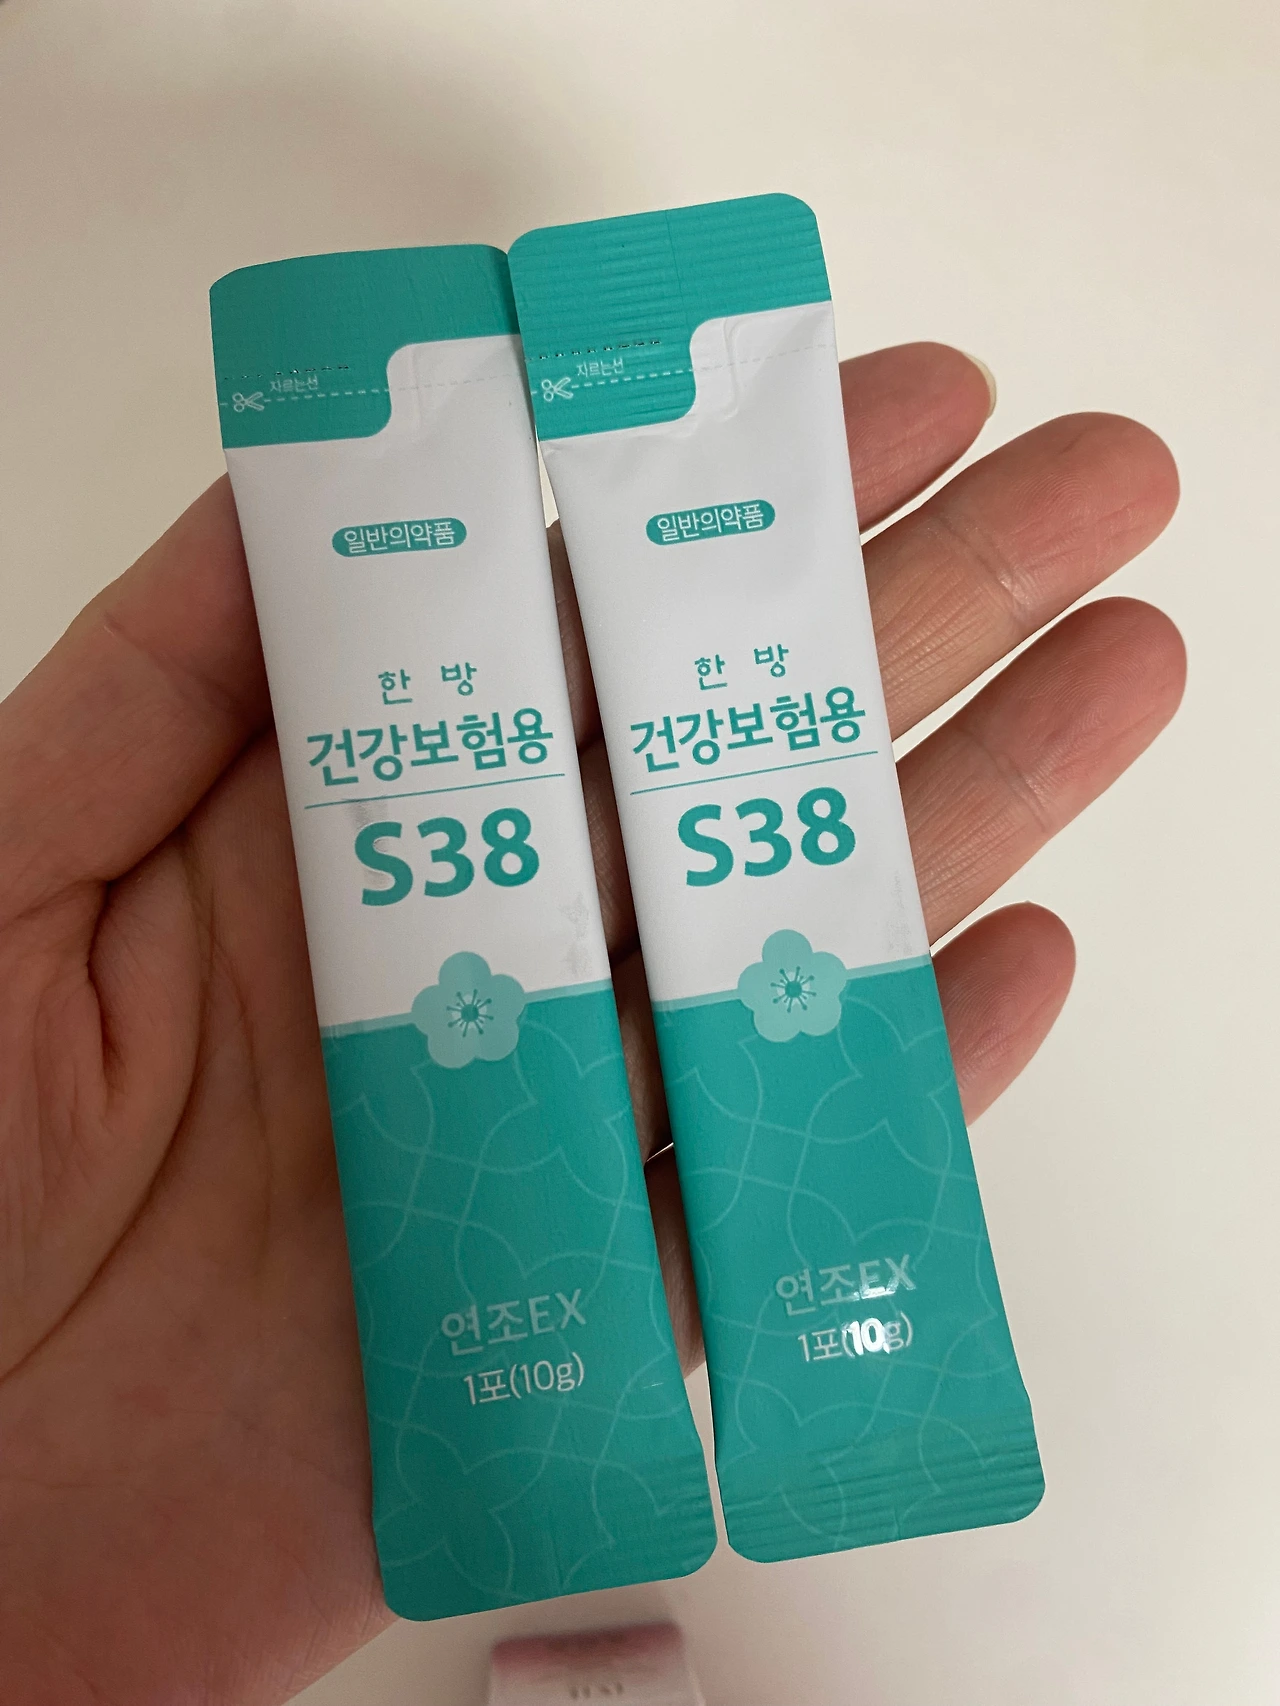 자르는선
일반의약품
한 방
건강보험용
S38
연조EX
1포(10g)
자르는선
일반의약품
한 방
건강보험용
S38
연조EX
1포(10g)